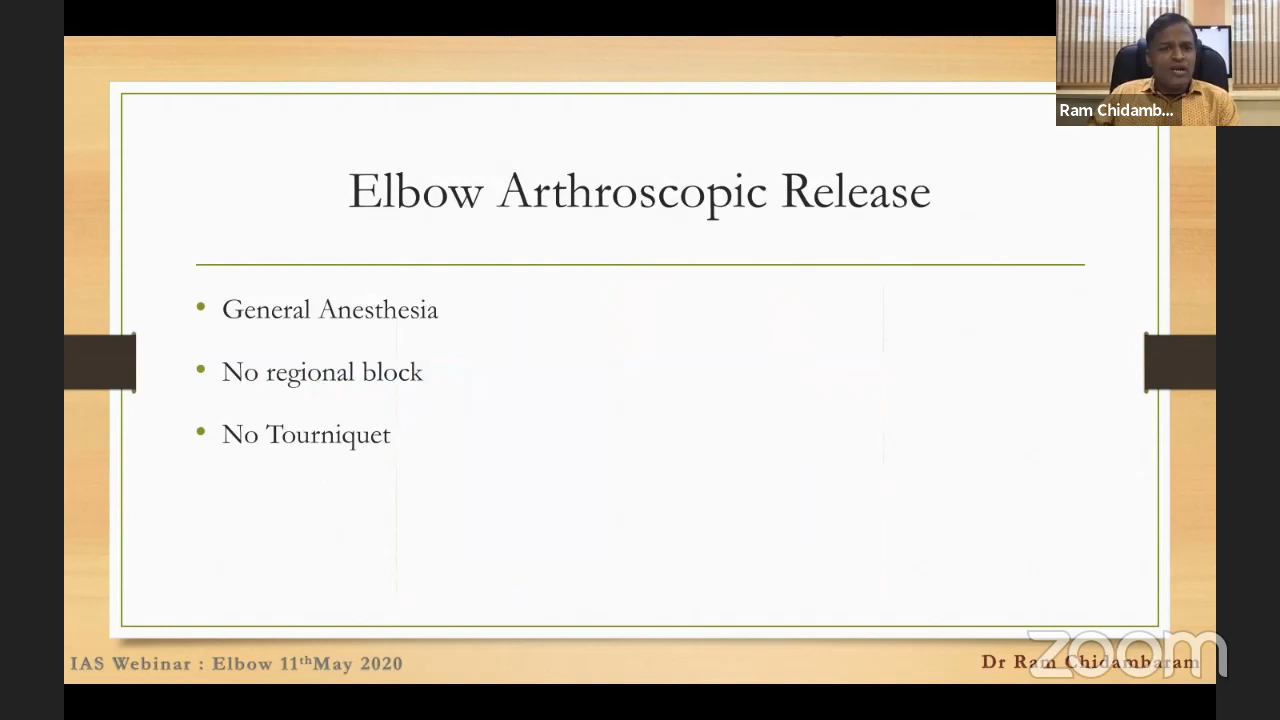 Ram Chidamb...
Elbow Arthroscopic Release
• General Anesthesia
• No regional block
• No Tourniquet
IAS Webinar : Elbow 11thMay 2020
Dr Ram Chidambaram
zoom